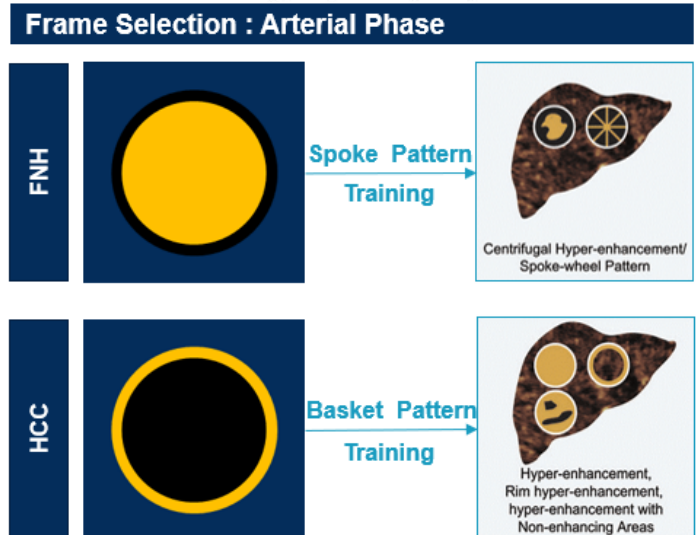 Frame Selection : Arterial Phase
FNH
Spoke Pattern
Training
Centrifugal Hyper-enhancement/
Spoke-wheel Pattern
HCC
Basket Pattern
Training
Hyper-enhancement,
Rim hyper-enhancement,
hyper-enhancement with
Non-enhancing Areas